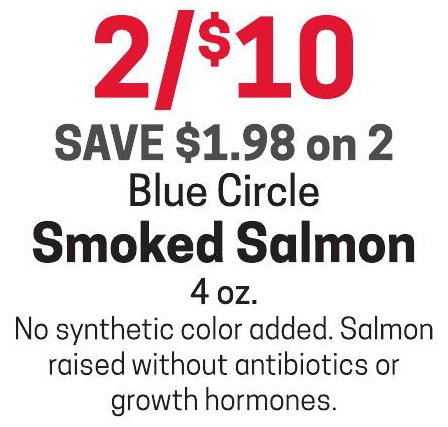 2/$10
SAVE $1.98 on 2
Blue Circle
Smoked Salmon
4 oz.
No synthetic color added. Salmon
raised without antibiotics or
growth hormones.